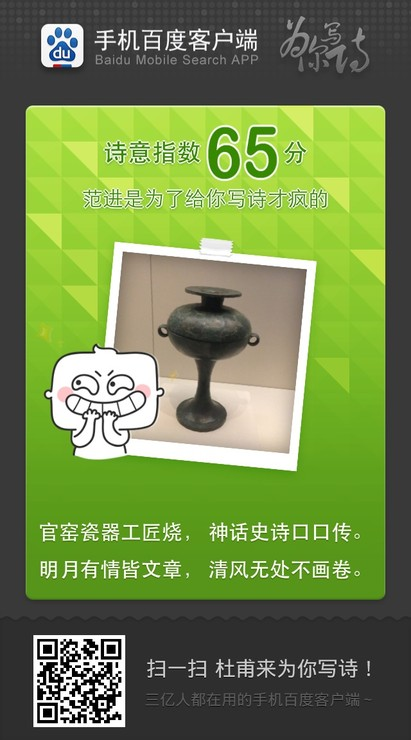 du
手机百度客户端
Baidu Mobile Search APP
为你写诗
诗意指数65分
范进是为了给你写诗才疯的
官窑瓷器工匠烧， 神话史诗口口传。
明月有情皆文章， 清风无处不画卷。
扫一扫 杜甫来为你写诗！
三亿人都在用的手机百度客户端~